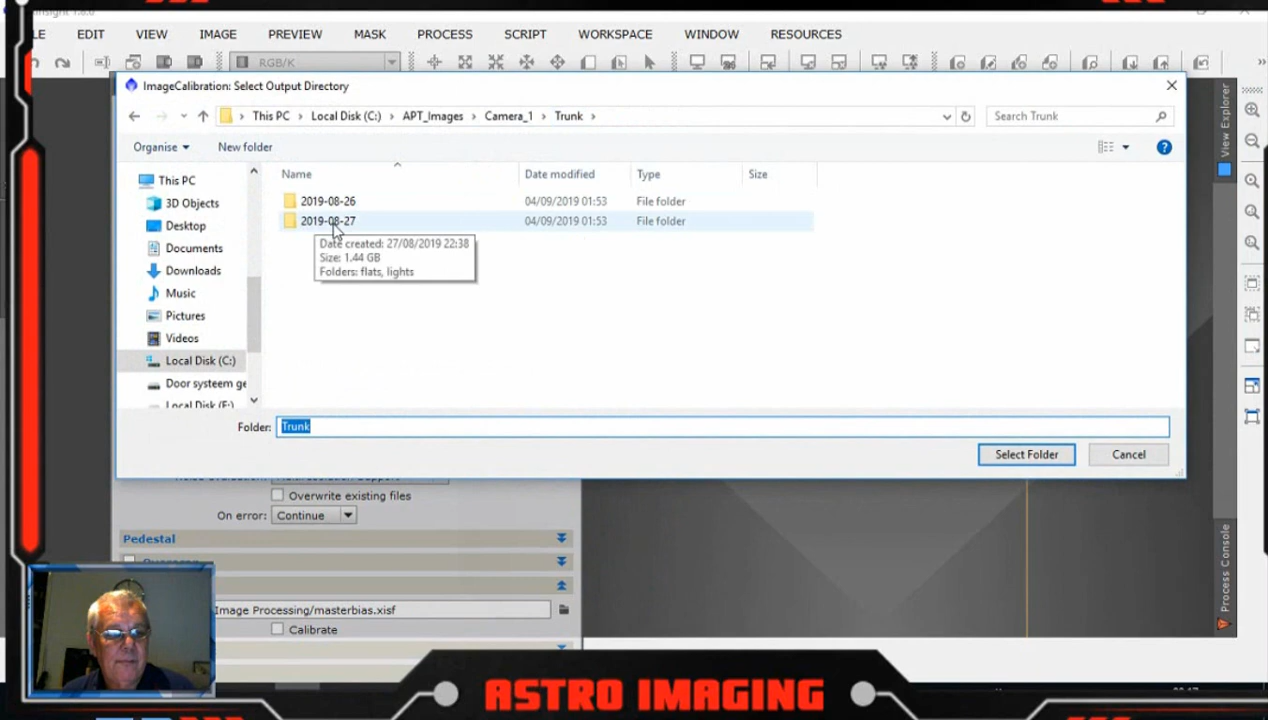 EDIT VIEW IMAGE PREVIEW MASK PROCESS SCRIPT WORKSPACE WINDOW RESOURCES
RGB/K
ImageCalibration: Select Output Directory
This PC > Local Disk (C:) > APT_Images > Camera_1 > Trunk >
Search Trunk
Organise New folder
Name Date modified Type Size
This PC
3D Objects
Desktop
Documents
Downloads
Music
Pictures
Videos
Local Disk (C:)
Door systeem ge
Local Disk (F:)
2019-08-26 04/09/2019 01:53 File folder
2019-08-27 04/09/2019 01:53 File folder
Date created: 27/08/2019 22:38
Size: 1.44 GB
Folders: flats, lights
Folder: Trunk
Select Folder Cancel
Overwrite existing files
On error: Continue
Pedestal
Image Processing/masterbias.xisf
Calibrate
View Explorer
Process Console
ASTRO IMAGING